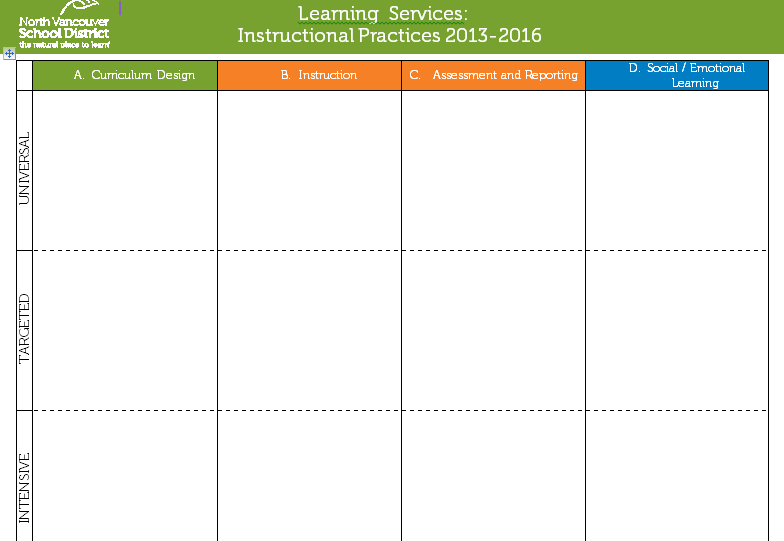 North Vancouver
School District
the natural place to learn
Learning Services:
Instructional Practices 2013-2016
A. Curriculum Design
B. Instruction
C. Assessment and Reporting
D. Social / Emotional
Learning
UNIVERSAL
TARGETED
INTENSIVE